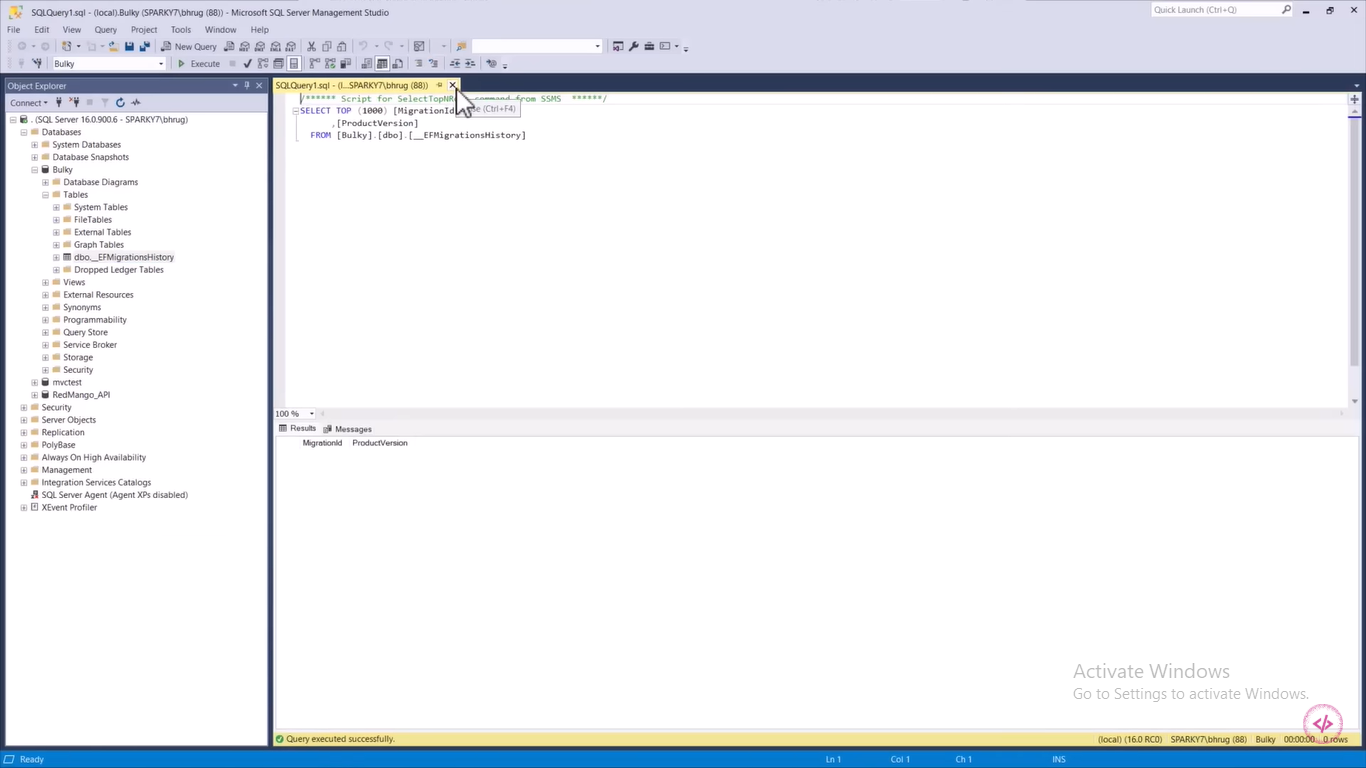 SQLQuery1.sql - (local).Bulky (SPARKY7\bhrug (88)) - Microsoft SQL Server Management Studio
Quick Launch (Ctrl+Q)
File Edit View Query Project Tools Window Help
New Query
Bulky Execute
Object Explorer
Connect
. (SQL Server 16.0.900.6 - SPARKY7\bhrug)
Databases
System Databases
Database Snapshots
Bulky
Database Diagrams
Tables
System Tables
FileTables
External Tables
Graph Tables
dbo.__EFMigrationsHistory
Dropped Ledger Tables
Views
External Resources
Synonyms
Programmability
Query Store
Service Broker
Storage
Security
mvctest
RedMango_API
Security
Server Objects
Replication
PolyBase
Always On High Availability
Management
Integration Services Catalogs
SQL Server Agent (Agent XPs disabled)
XEvent Profiler
SQLQuery1.sql - (l...SPARKY7\bhrug (88))
/****** Script for SelectTopNR command from SSMS ******/
SELECT TOP (1000) [MigrationId
(Ctrl+F4)
,[ProductVersion]
FROM [Bulky].[dbo].[__EFMigrationsHistory]
100 %
Results Messages
MigrationId ProductVersion
Activate Windows
Go to Settings to activate Windows.
Query executed successfully.
(local) (16.0 RC0) SPARKY7\bhrug (88) Bulky 00:00:00 0 rows
Ready Ln 1 Col 1 Ch 1 INS